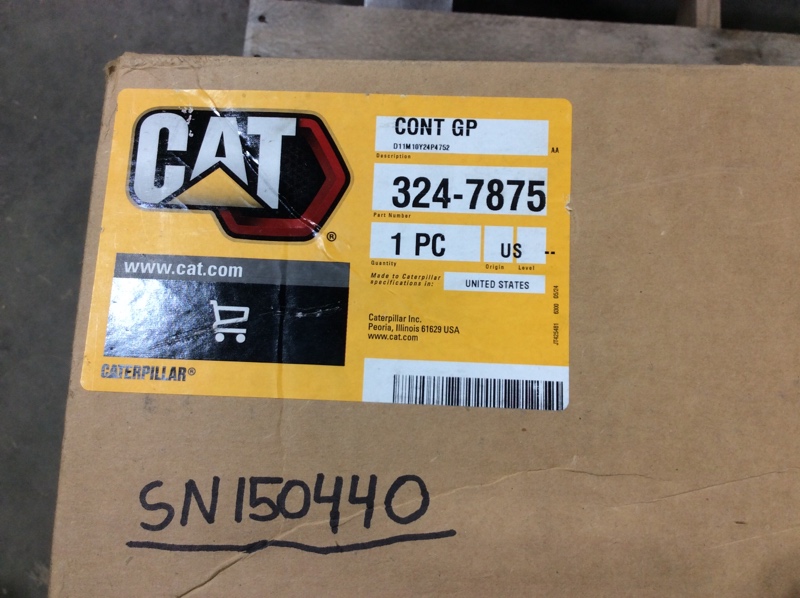 CAT®
CONT GP
D11M10Y24P4752
Description
AA
324-7875
Part Number
1 PC
US
--
Quantity
Origin
Level
www.cat.com
Made to Caterpillar
specifications in:
UNITED STATES
Caterpillar Inc.
Peoria, Illinois 61629 USA
www.cat.com
CATERPILLAR®
SN150440